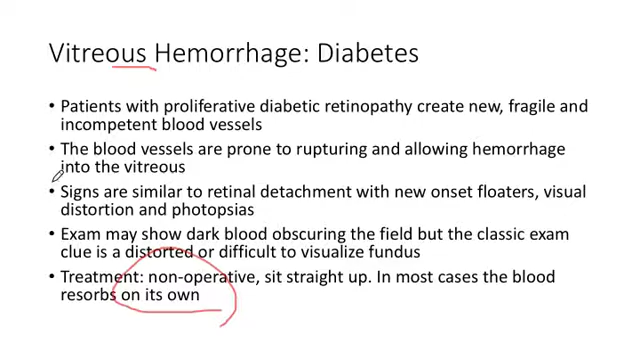 Vitreous Hemorrhage: Diabetes
• Patients with proliferative diabetic retinopathy create new, fragile and
incompetent blood vessels
• The blood vessels are prone to rupturing and allowing hemorrhage
into the vitreous
• Signs are similar to retinal detachment with new onset floaters, visual
distortion and photopsias
• Exam may show dark blood obscuring the field but the classic exam
clue is a distorted or difficult to visualize fundus
• Treatment: non-operative, sit straight up. In most cases the blood
resorbs on its own